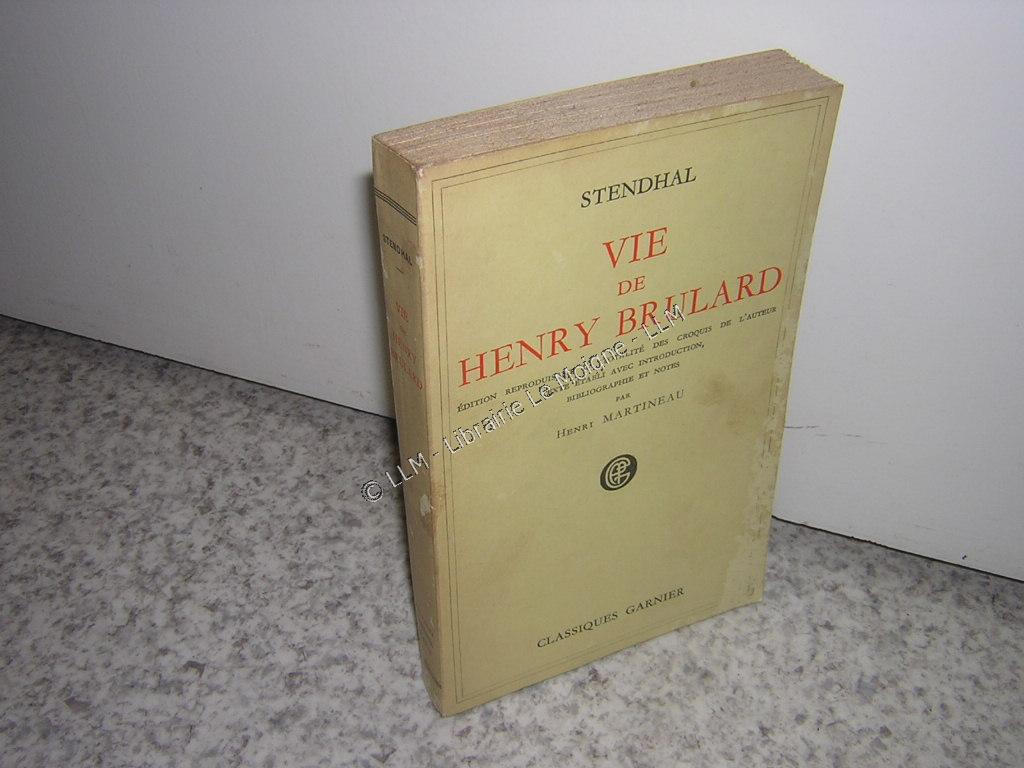 STENDHAL
VIE
DE
HENRY BRULARD
ÉDITION REPRODUISANT DES CROQUIS DE L'AUTEUR
ÉTABLI AVEC INTRODUCTION,
BIBLIOGRAPHIE ET NOTES
PAR
HENRI MARTINEAU
CLASSIQUES GARNIER
STENDHAL
VIE
DE
HENRY
BRULARD
© LLM - Librairie Le Moigne - LLM